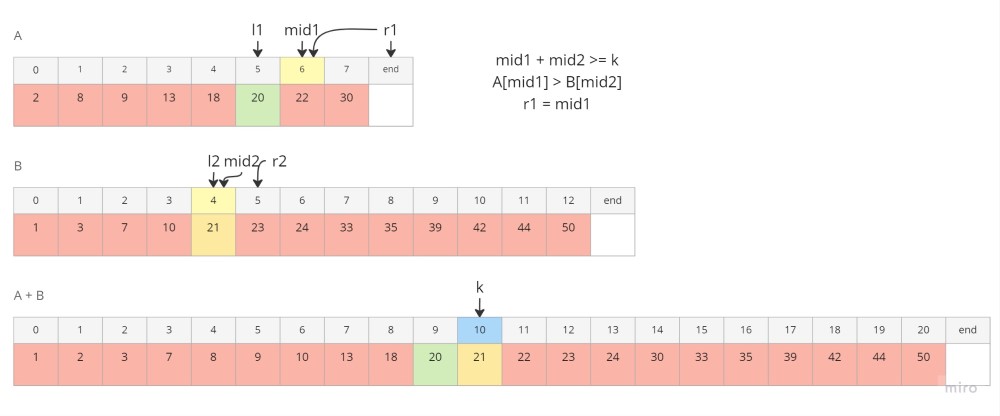 l1 mid1 r1
A
0 1 2 3 4 5 6 7 end
2 8 9 13 18 20 22 30
mid1 + mid2 >= k
A[mid1] > B[mid2]
r1 = mid1
l2 mid2 r2
B
0 1 2 3 4 5 6 7 8 9 10 11 12 end
1 3 7 10 21 23 24 33 35 39 42 44 50
k
A + B
0 1 2 3 4 5 6 7 8 9 10 11 12 13 14 15 16 17 18 19 20 end
1 2 3 7 8 9 10 13 18 20 21 22 23 24 30 33 35 39 42 44 50
miro